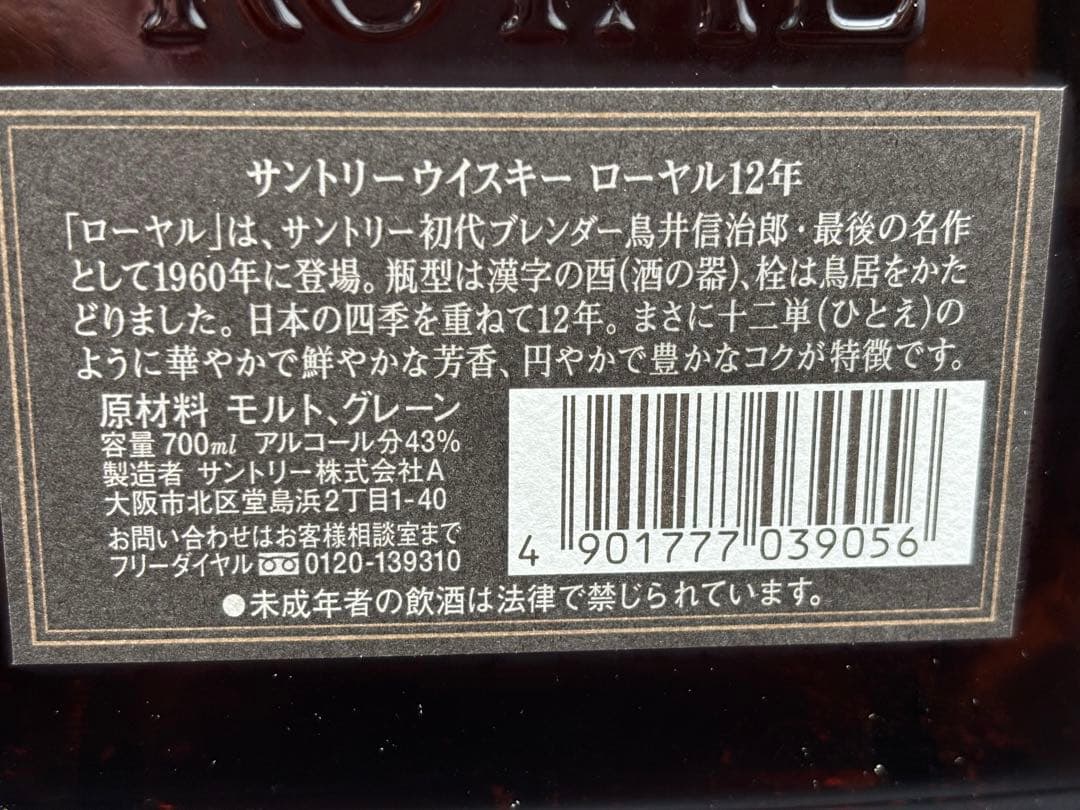 ROYAL
サントリーウイスキー ローヤル12年
「ローヤル」は、サントリー初代ブレンダー鳥井信治郎・最後の名作
として1960年に登場。瓶型は漢字の酉(酒の器)、栓は鳥居をかた
どりました。日本の四季を重ねて12年。まさに十二単(ひとえ)の
ように華やかで鮮やかな芳香、円やかで豊かなコクが特徴です。
原材料 モルト、グレーン
容量 700ml アルコール分43%
製造者 サントリー株式会社A
大阪市北区堂島浜2丁目1-40
お問い合わせはお客様相談室まで
フリーダイヤル 0120-139310
4 901777 039056
●未成年者の飲酒は法律で禁じられています。